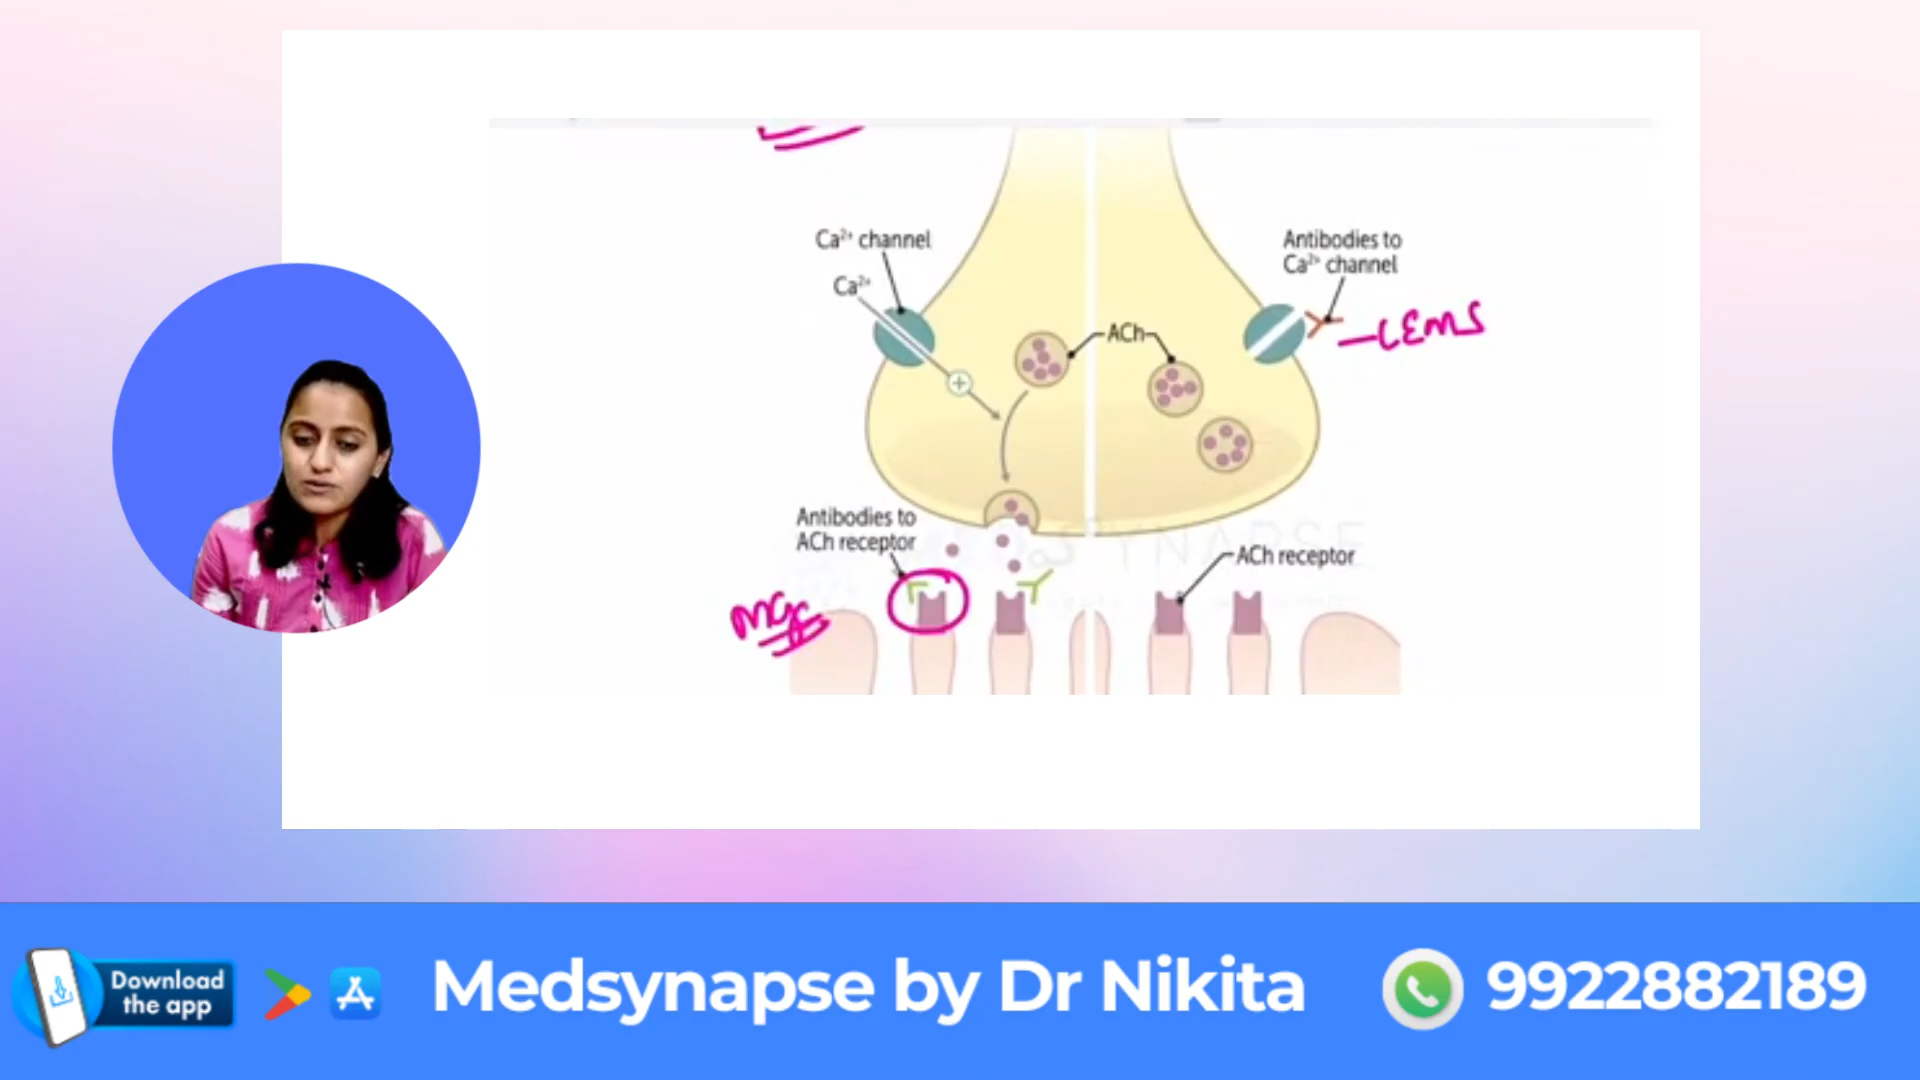 Ca²⁺ channel
Ca²⁺
Antibodies to
Ca²⁺ channel
LEMS
ACh
Antibodies to
ACh receptor
SYNAPSE
ACh receptor
MG
Download
the app
Medsynapse by Dr Nikita
9922882189